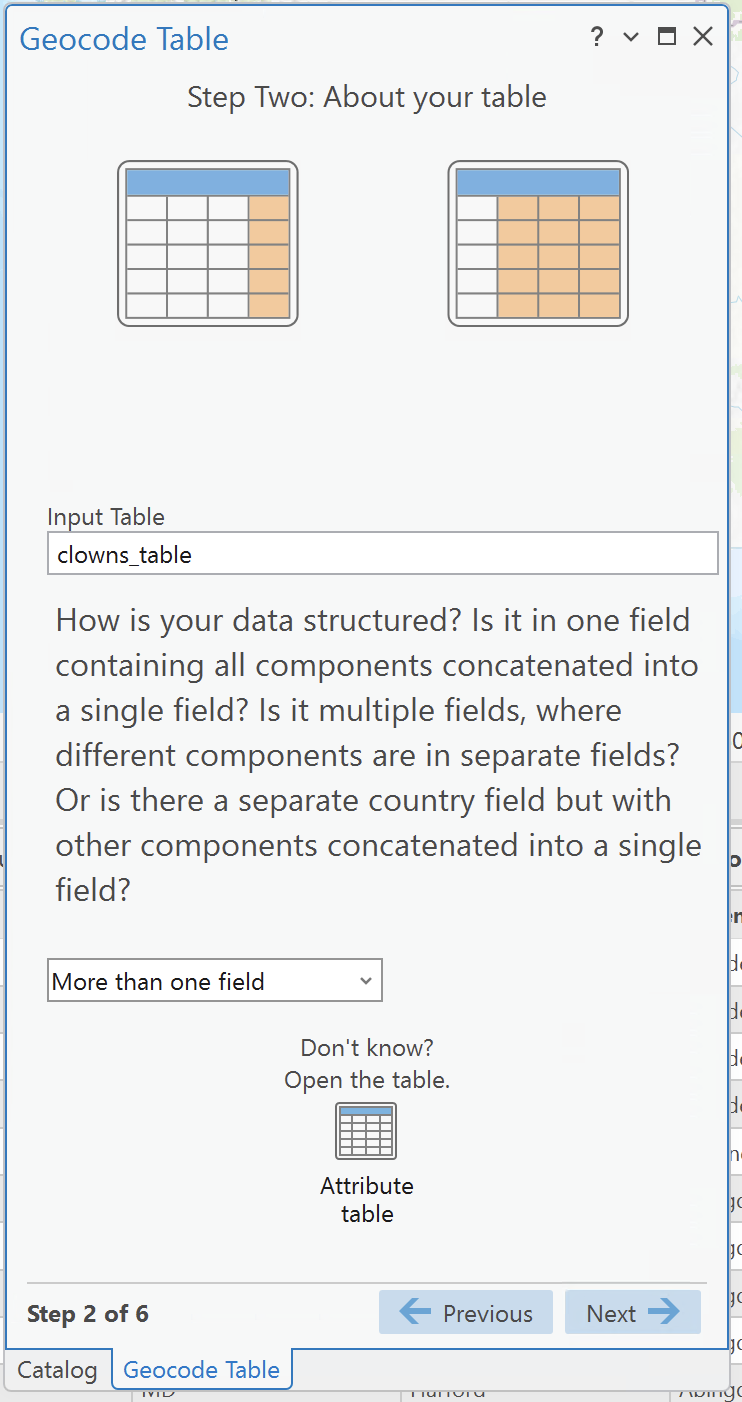 Geocode Table
?
Step Two: About your table
Input Table
clowns_table
How is your data structured? Is it in one field
containing all components concatenated into
a single field? Is it multiple fields, where
different components are in separate fields?
Or is there a separate country field but with
other components concatenated into a single
field?
More than one field
Don't know?
Open the table.
Attribute
table
Step 2 of 6
Previous
Next
Catalog
Geocode Table
MD
Harford